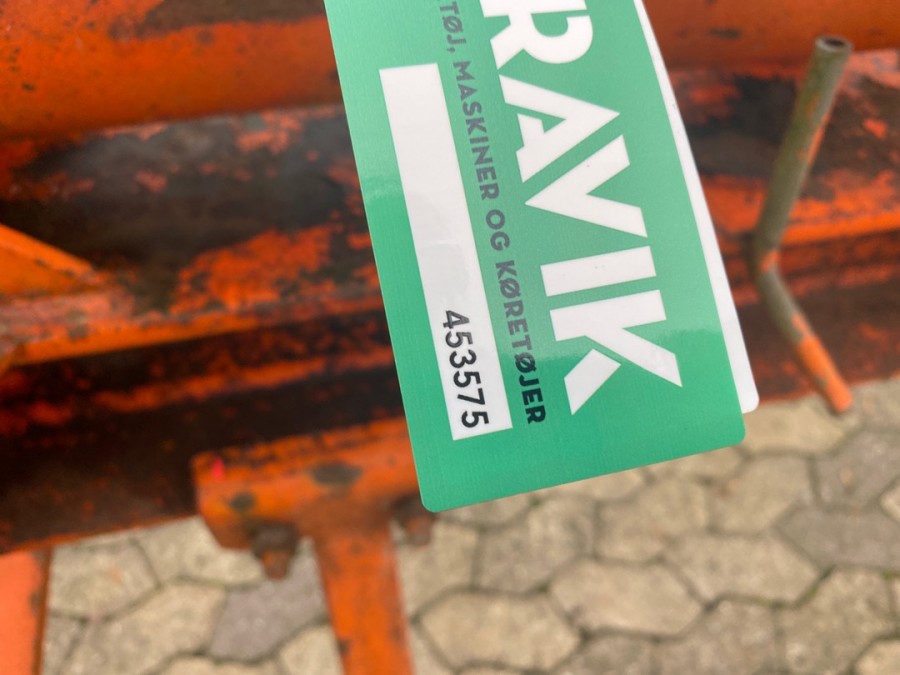 RAVIK
TØJ, MASKINER OG KØRETØJER
453575